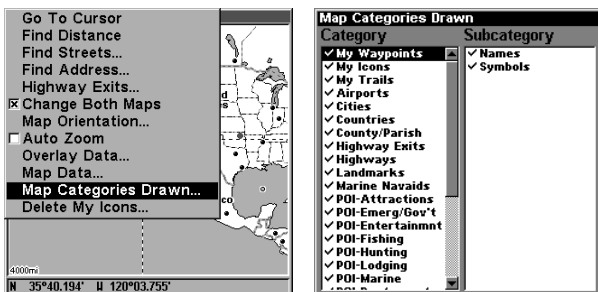 Go To Cursor
Find Distance
Find Streets...
Find Address...
Highway Exits...
Change Both Maps
Map Orientation...
Auto Zoom
Overlay Data...
Map Data...
Map Categories Drawn...
Delete My Icons...
4000mi
N 35°40.194' W 120°03.755'
Map Categories Drawn
Category Subcategory
My Waypoints
My Icons
My Trails
Airports
Cities
Countries
County/Parish
Highway Exits
Highways
Landmarks
Marine Navaids
POI-Attractions
POI-Emerg/Gov't
POI-Entertainmnt
POI-Fishing
POI-Hunting
POI-Lodging
POI-Marine
Names
Symbols